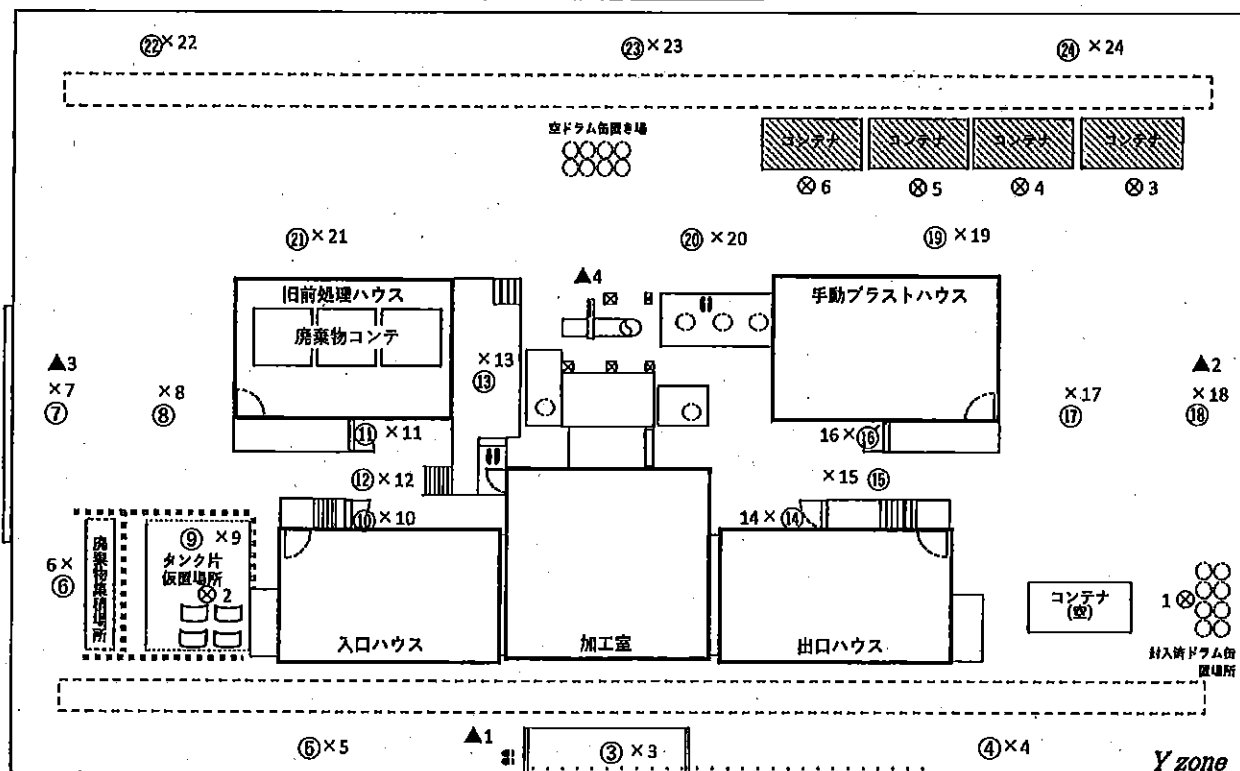 ㉒×22
㉓×23
㉔×24
空ドラム缶置き場
コンテナ
コンテナ
コンテナ
コンテナ
⊗6
⊗5
⊗4
⊗3
㉑×21
⑳×20
⑲×19
▲4
旧前処理ハウス
廃棄物コンテ
手動ブラストハウス
▲3
×7
⑦
×8
⑧
×13
⑬
×17
⑰
▲2
×18
⑱
⑪×11
16×⑯
⑫×12
×15⑮
⑩×10
14×⑭
6×
⑥
廃棄物集積場所
⑨×9
タンク片
仮置場所
⊗2
入口ハウス
加工室
出口ハウス
コンテナ
(空)
1⊗
封入済ドラム缶
置場所
⑤×5
▲1
③×3
④×4
Y zone